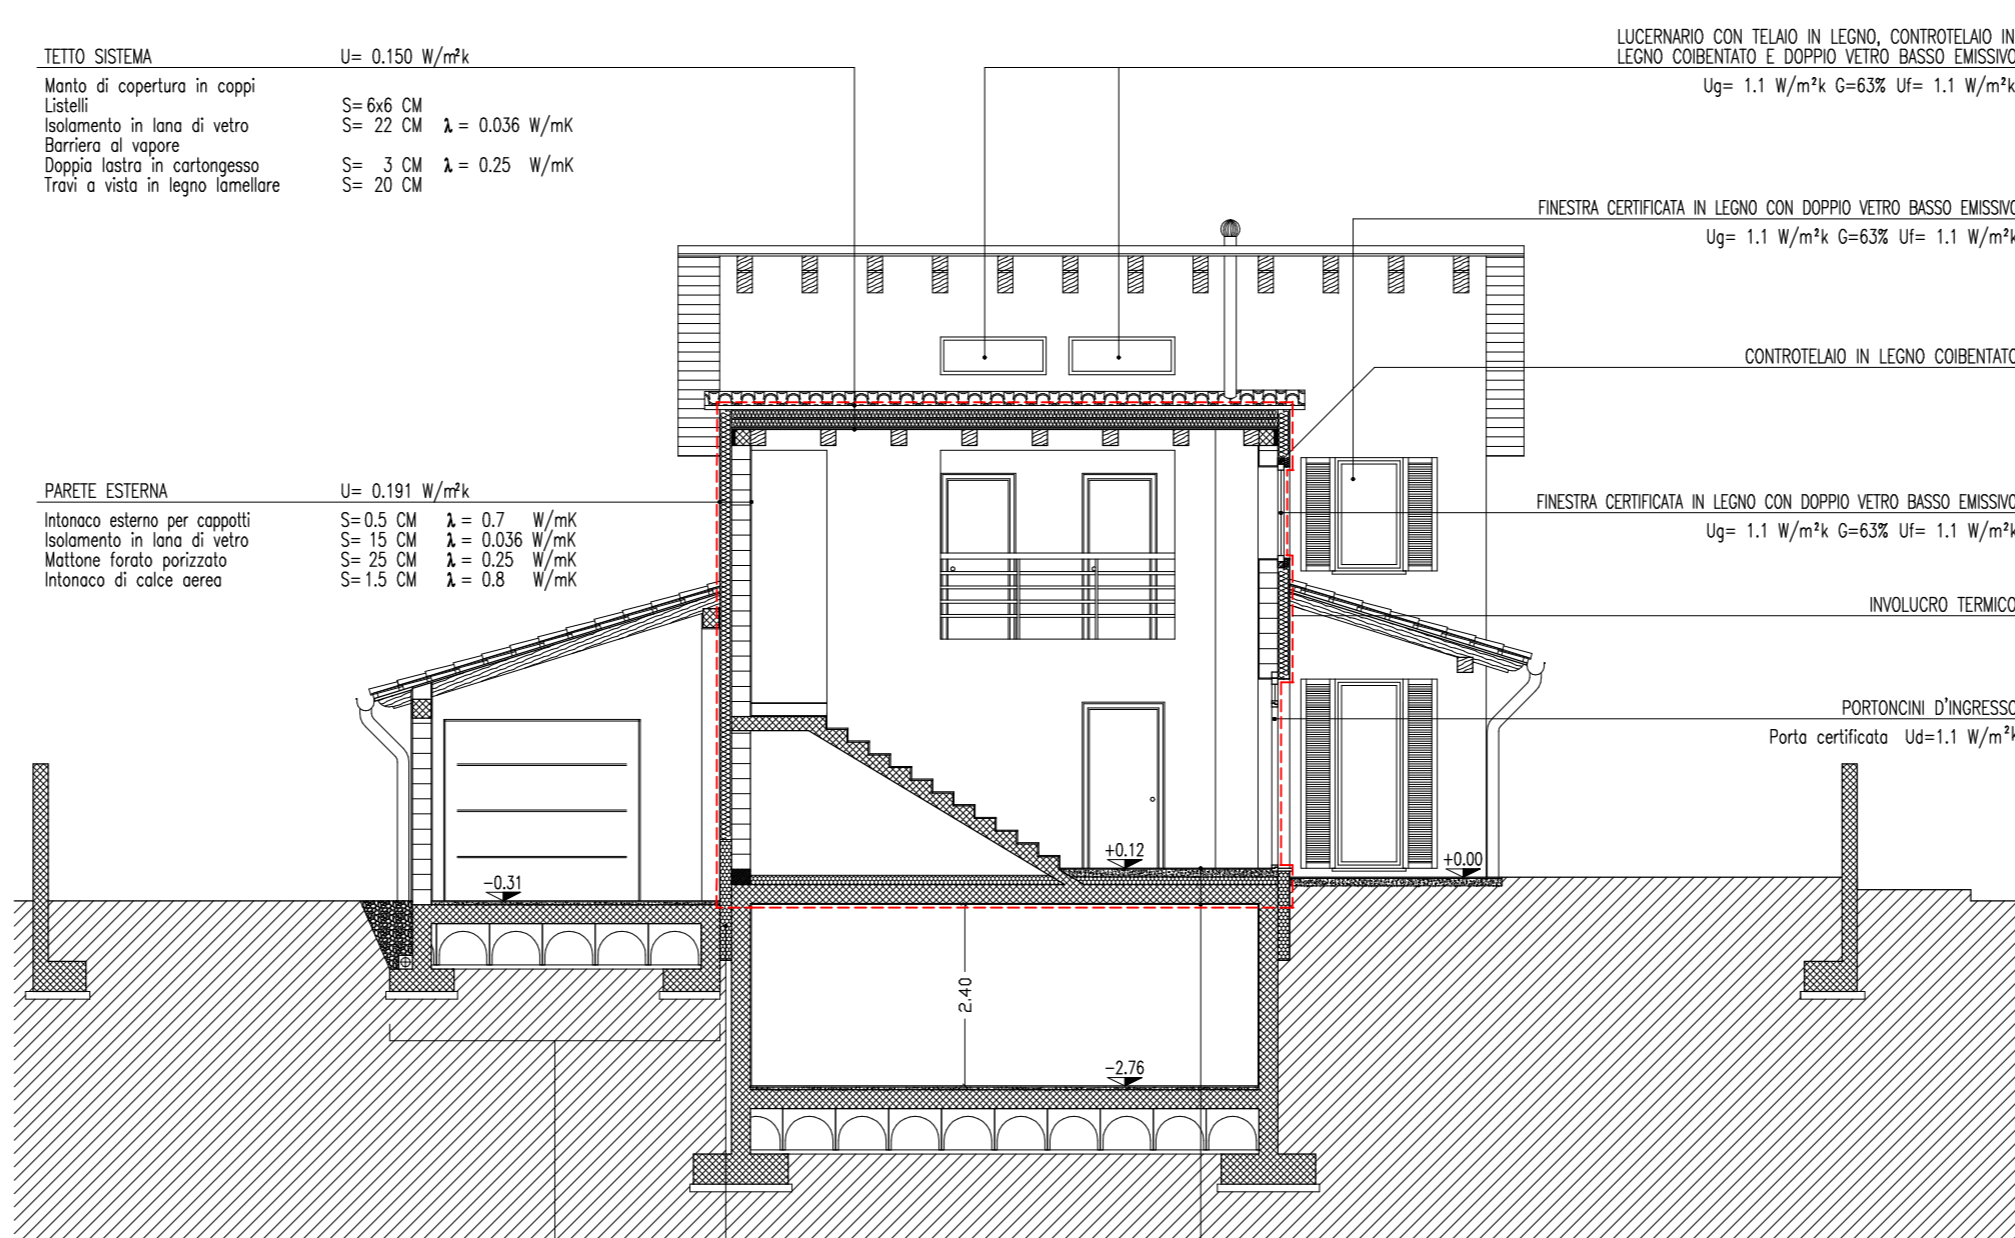 TETTO SISTEMA U= 0.150 W/m²k
Manto di copertura in coppi
Listelli S= 6x6 CM
Isolamento in lana di vetro S= 22 CM λ = 0.036 W/mK
Barriera al vapore
Doppia lastra in cartongesso S= 3 CM λ = 0.25 W/mK
Travi a vista in legno lamellare S= 20 CM
LUCERNARIO CON TELAIO IN LEGNO, CONTROTELAIO IN
LEGNO COIBENTATO E DOPPIO VETRO BASSO EMISSIVO
Ug= 1.1 W/m²k G=63% Uf= 1.1 W/m²k
FINESTRA CERTIFICATA IN LEGNO CON DOPPIO VETRO BASSO EMISSIVO
Ug= 1.1 W/m²k G=63% Uf= 1.1 W/m²k
CONTROTELAIO IN LEGNO COIBENTATO
PARETE ESTERNA U= 0.191 W/m²k
Intonaco esterno per cappotti S= 0.5 CM λ = 0.7 W/mK
Isolamento in lana di vetro S= 15 CM λ = 0.036 W/mK
Mattone forato porizzato S= 25 CM λ = 0.25 W/mK
Intonaco di calce aerea S= 1.5 CM λ = 0.8 W/mK
FINESTRA CERTIFICATA IN LEGNO CON DOPPIO VETRO BASSO EMISSIVO
Ug= 1.1 W/m²k G=63% Uf= 1.1 W/m²k
INVOLUCRO TERMICO
PORTONCINI D'INGRESSO
Porta certificata Ud=1.1 W/m²k
+0.12
+0.00
-0.31
2.40
-2.76